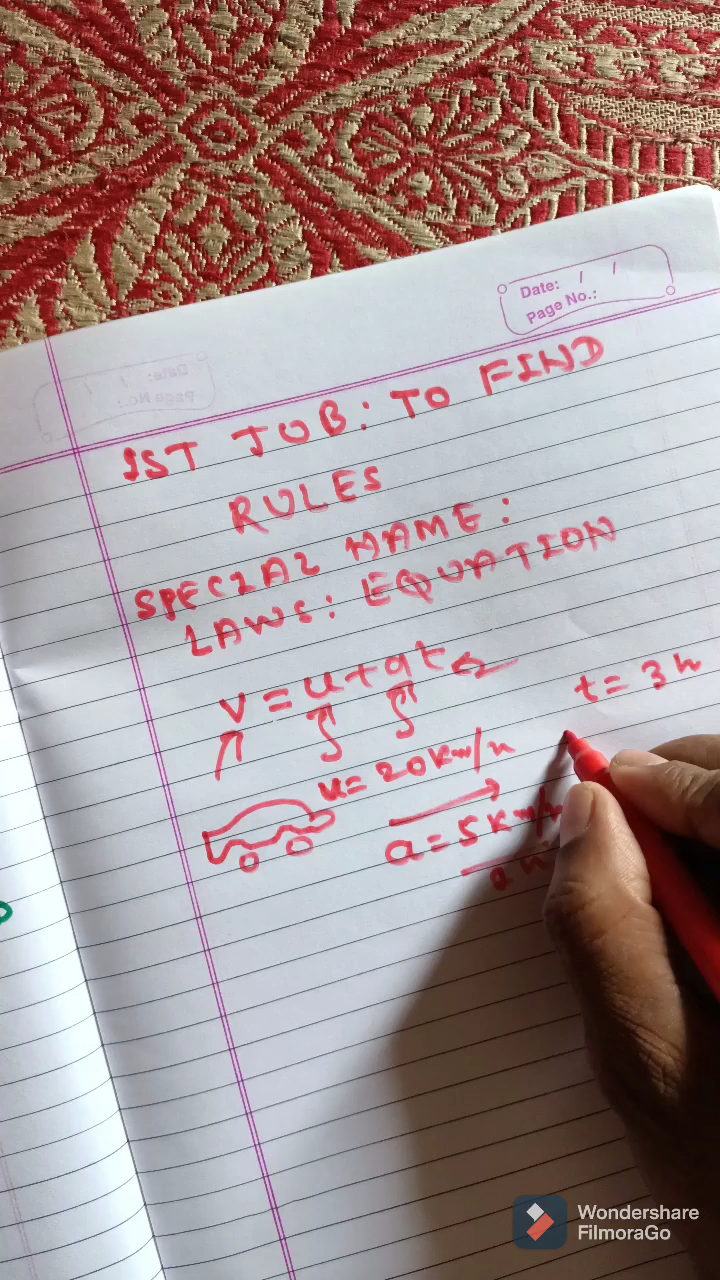 Date: / /
Page No.:
1ST JOB: TO FIND
RULES
SPECIAL NAME:
LAWS: EQUATION
v = u + at
t = 3h
u = 20 km/h
a = 5 km/h
Wondershare
FilmoraGo